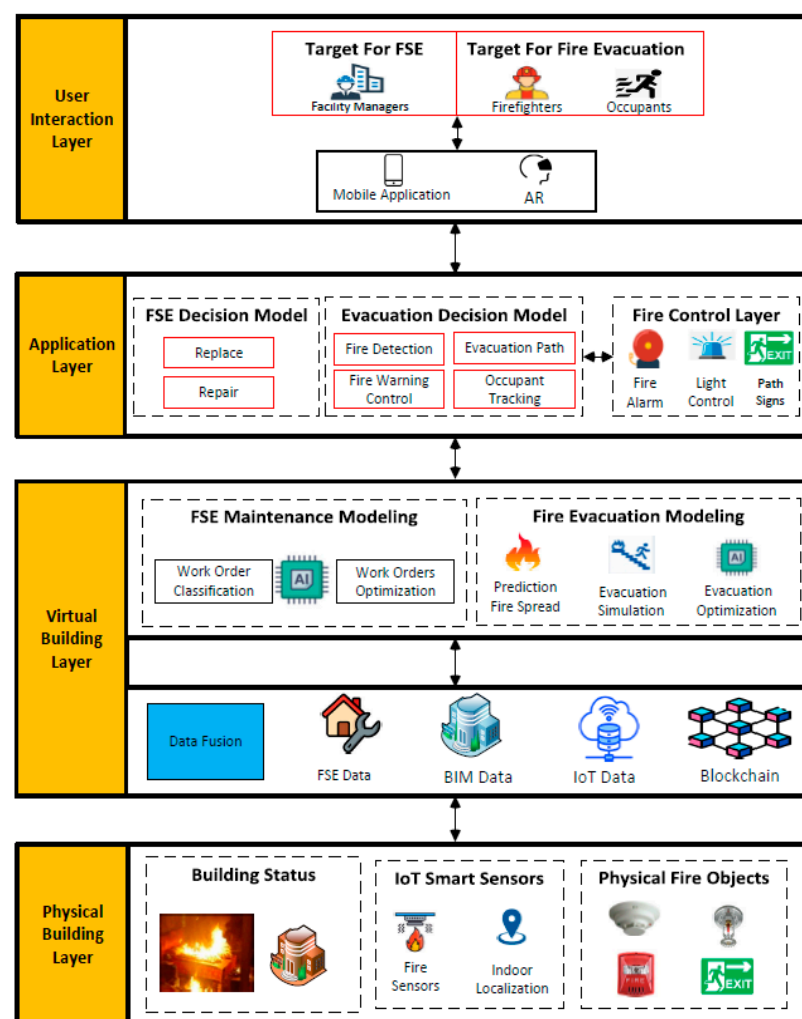 User
Interaction
Layer
Target For FSE
Facility Managers
Target For Fire Evacuation
Firefighters
Occupants
Mobile Application
AR
Application
Layer
FSE Decision Model
Replace
Repair
Evacuation Decision Model
Fire Detection
Evacuation Path
Fire Warning
Control
Occupant
Tracking
Fire Control Layer
EXIT
Fire
Alarm
Light
Control
Path
Signs
Virtual
Building
Layer
FSE Maintenance Modeling
Work Order
Classification
AI
Work Orders
Optimization
Fire Evacuation Modeling
AI
Prediction
Fire Spread
Evacuation
Simulation
Evacuation
Optimization
Data Fusion
FSE Data
BIM Data
IoT Data
Blockchain
Physical
Building
Layer
Building Status
IoT Smart Sensors
Fire
Sensors
Indoor
Localization
Physical Fire Objects
FIRE
EXIT